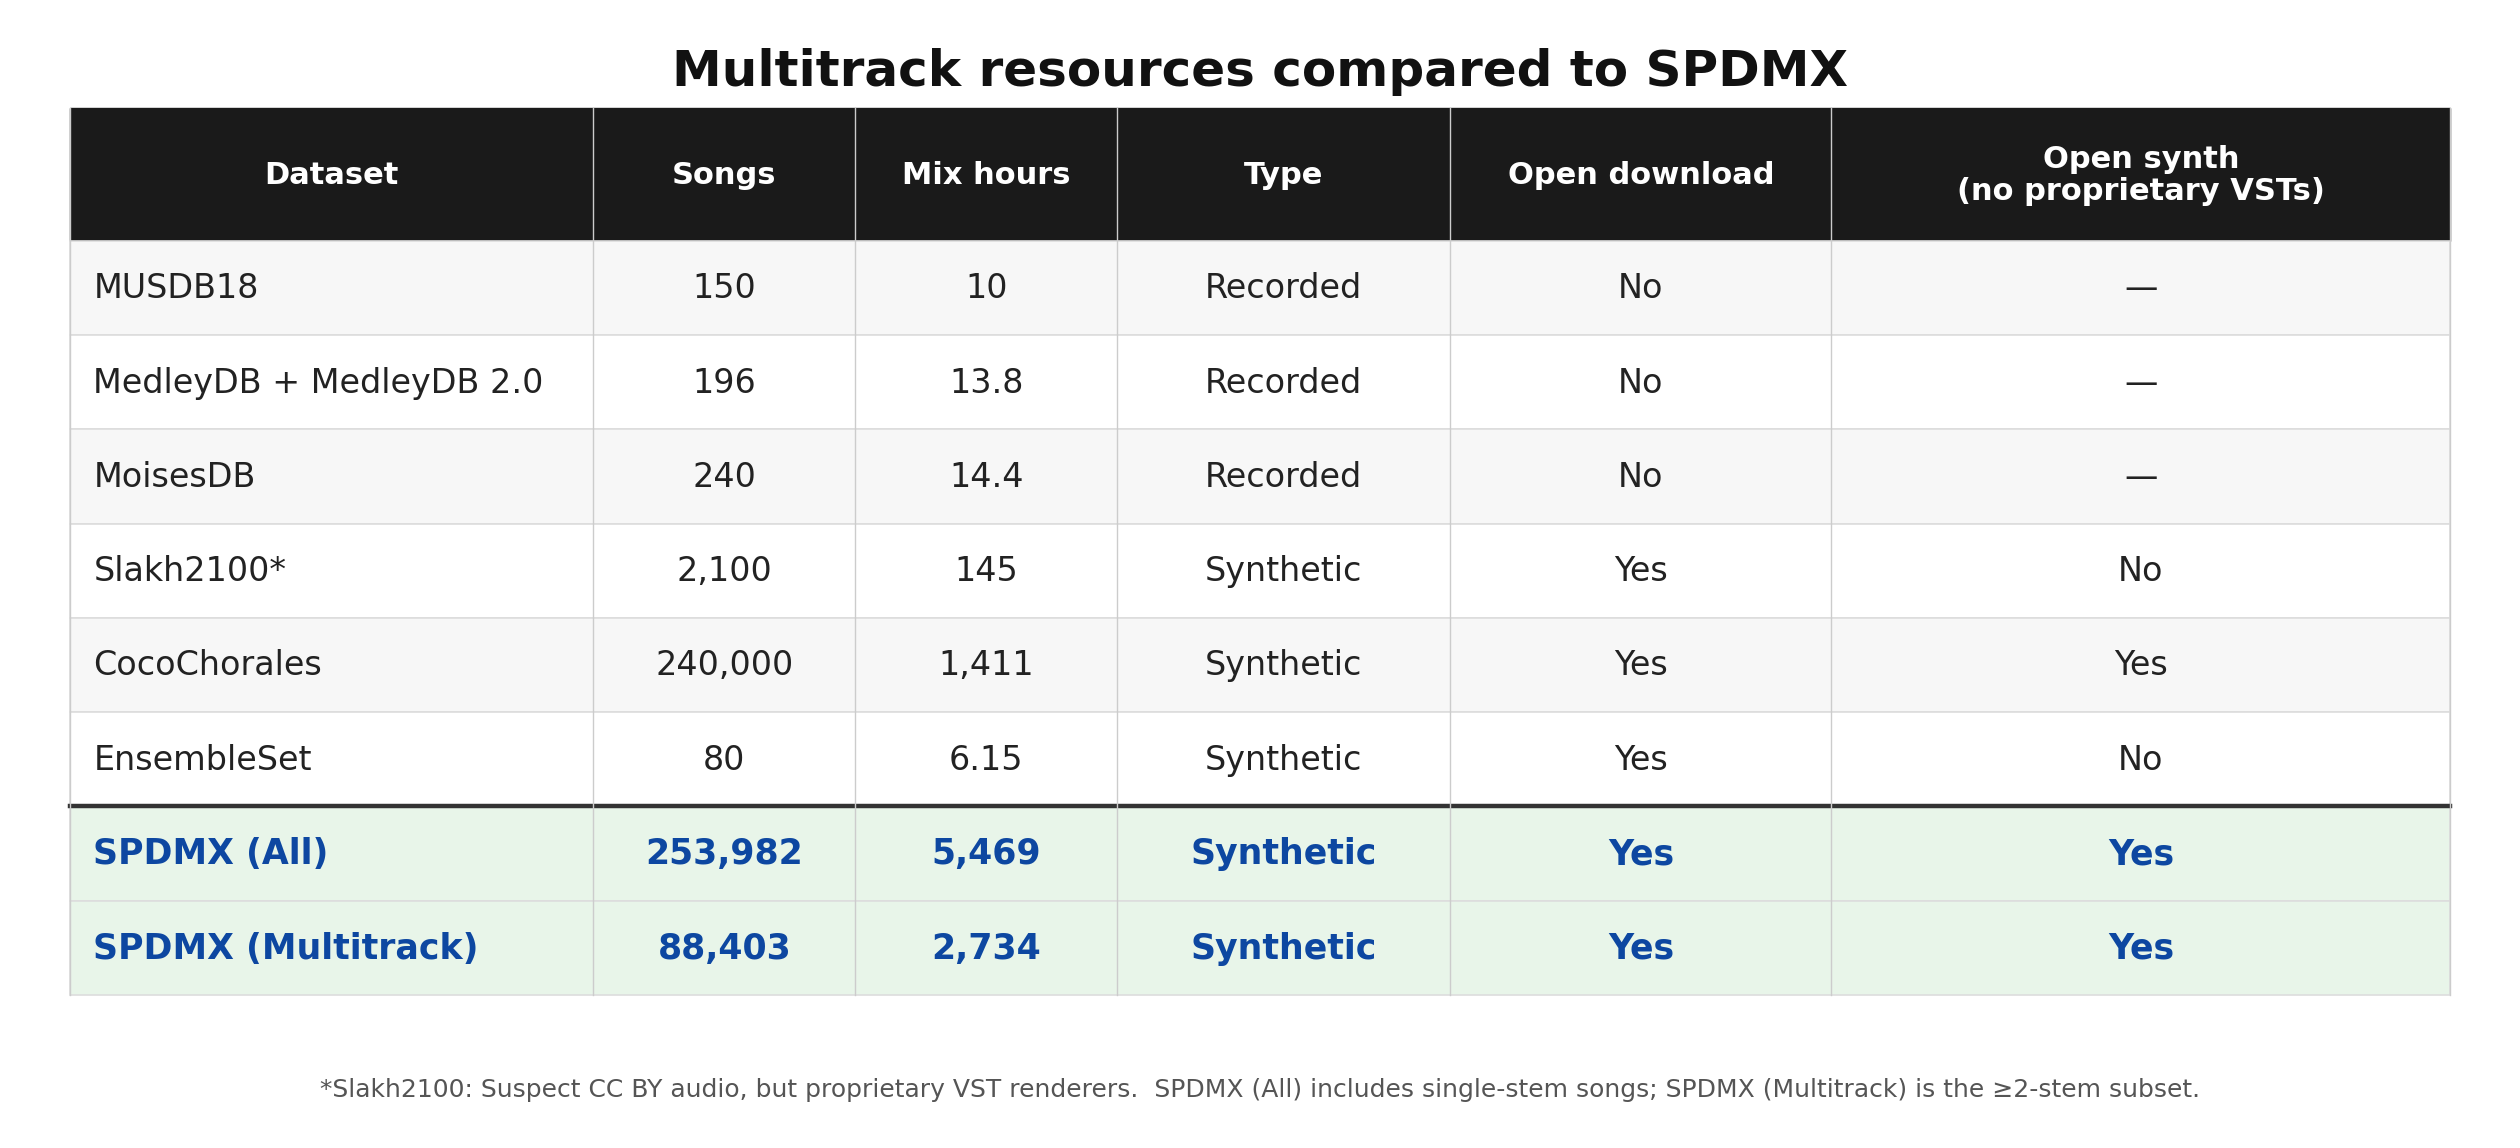 Multitrack resources compared to SPDMX
Dataset Songs Mix hours Type Open download Open synth
(no proprietary VSTs)
MUSDB18 150 10 Recorded No —
MedleyDB + MedleyDB 2.0 196 13.8 Recorded No —
MoisesDB 240 14.4 Recorded No —
Slakh2100* 2,100 145 Synthetic Yes No
CocoChorales 240,000 1,411 Synthetic Yes Yes
EnsembleSet 80 6.15 Synthetic Yes No
SPDMX (All) 253,982 5,469 Synthetic Yes Yes
SPDMX (Multitrack) 88,403 2,734 Synthetic Yes Yes
*Slakh2100: Suspect CC BY audio, but proprietary VST renderers. SPDMX (All) includes single-stem songs; SPDMX (Multitrack) is the ≥2-stem subset.